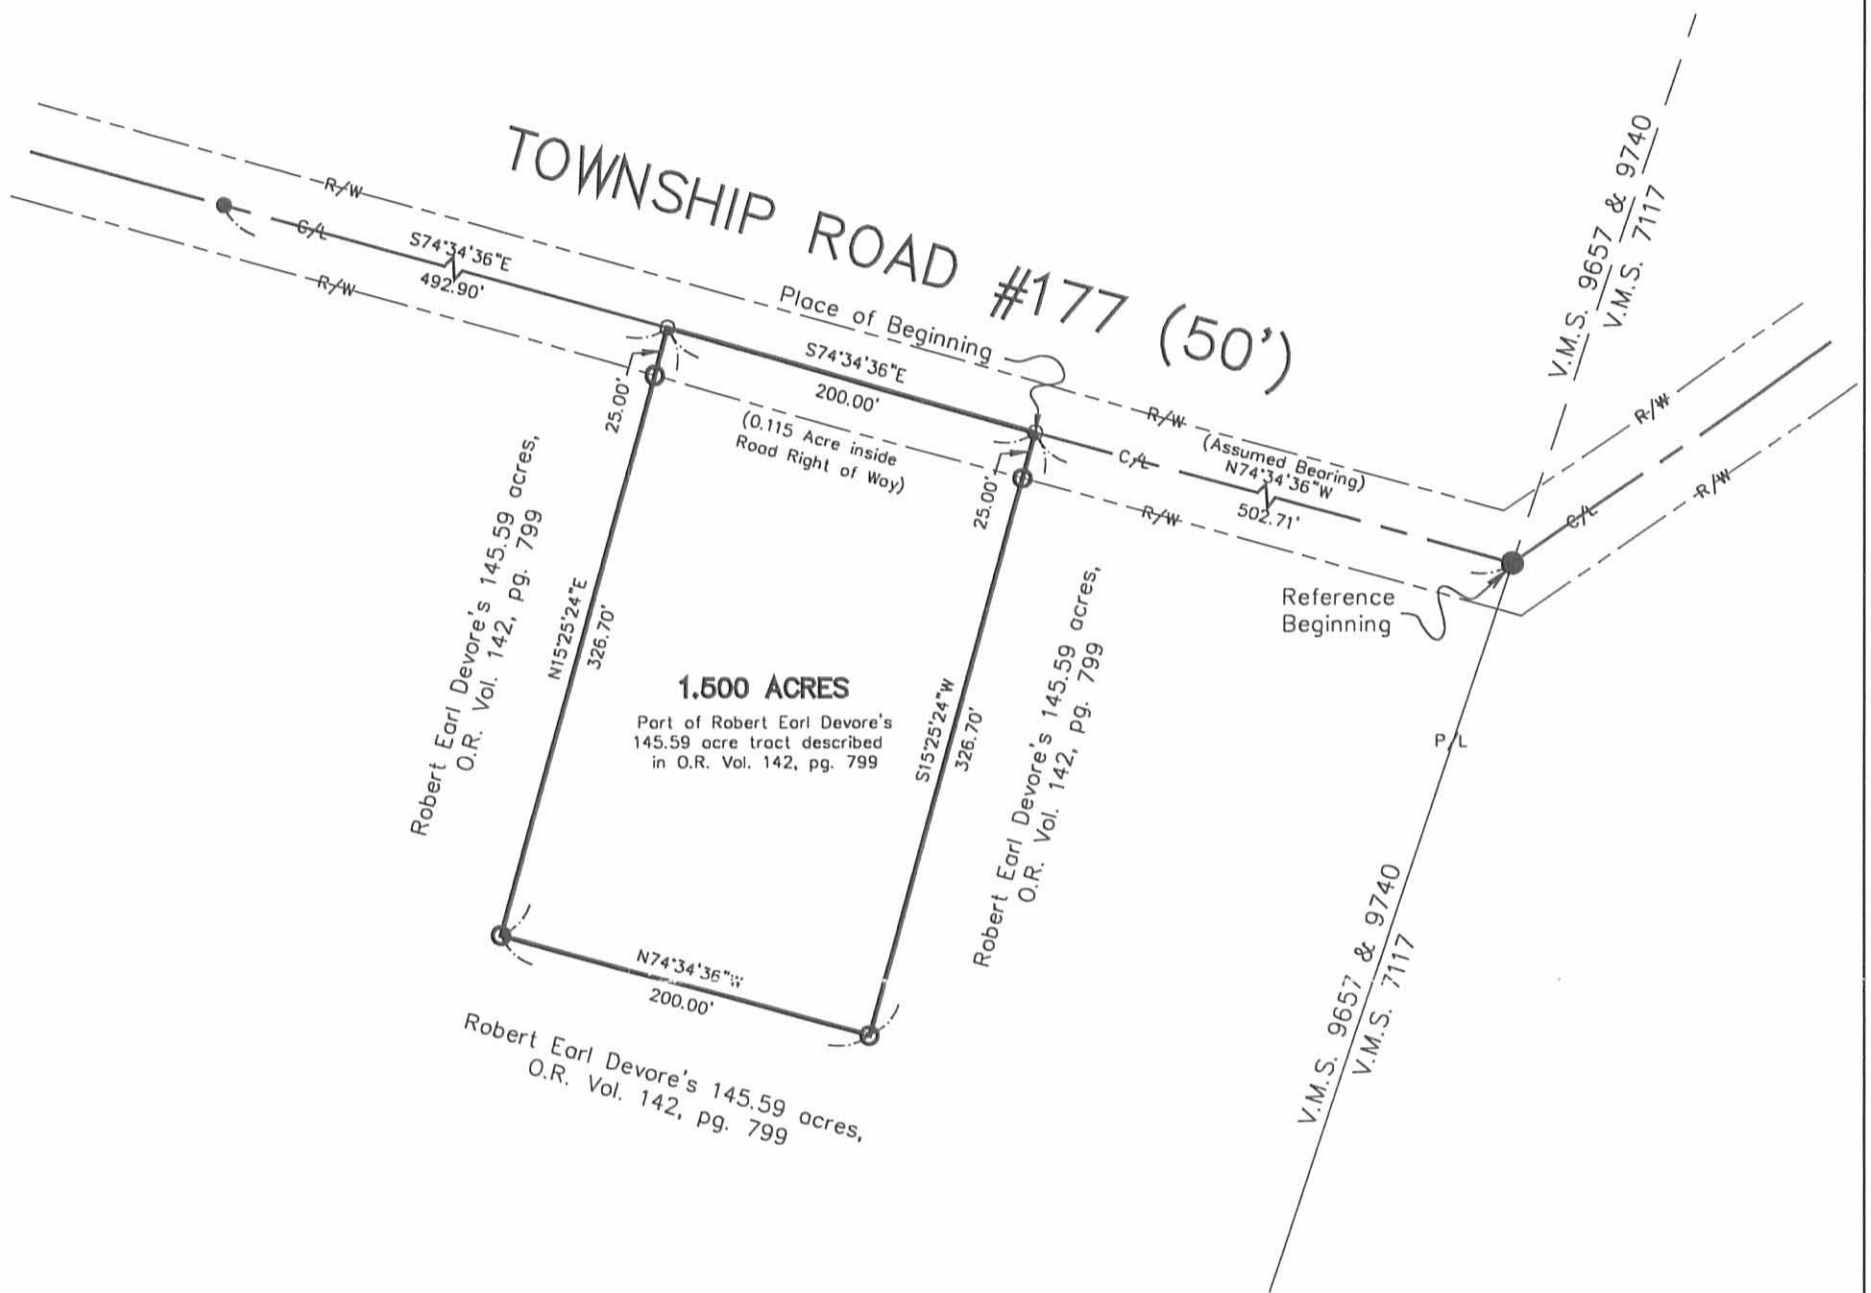 TOWNSHIP ROAD #177 (50')
R/W
C/L
S74°34'36"E
492.90'
R/W
Place of Beginning
S74°34'36"E
200.00'
(0.115 Acre inside
Road Right of Way)
25.00'
25.00'
R/W
C/L
(Assumed Bearing)
N74°34'36"W
502.71'
R/W
V.M.S. 9657 & 9740
V.M.S. 7117
R/W
C/L
R/W
Reference
Beginning
P/L
Robert Earl Devore's 145.59 acres,
O.R. Vol. 142, pg. 799
N15°25'24"E
326.70'
1.500 ACRES
Part of Robert Earl Devore's
145.59 acre tract described
in O.R. Vol. 142, pg. 799
S15°25'24"W
326.70'
Robert Earl Devore's 145.59 acres,
O.R. Vol. 142, pg. 799
N74°34'36"W
200.00'
Robert Earl Devore's 145.59 acres,
O.R. Vol. 142, pg. 799
V.M.S. 9657 & 9740
V.M.S. 7117